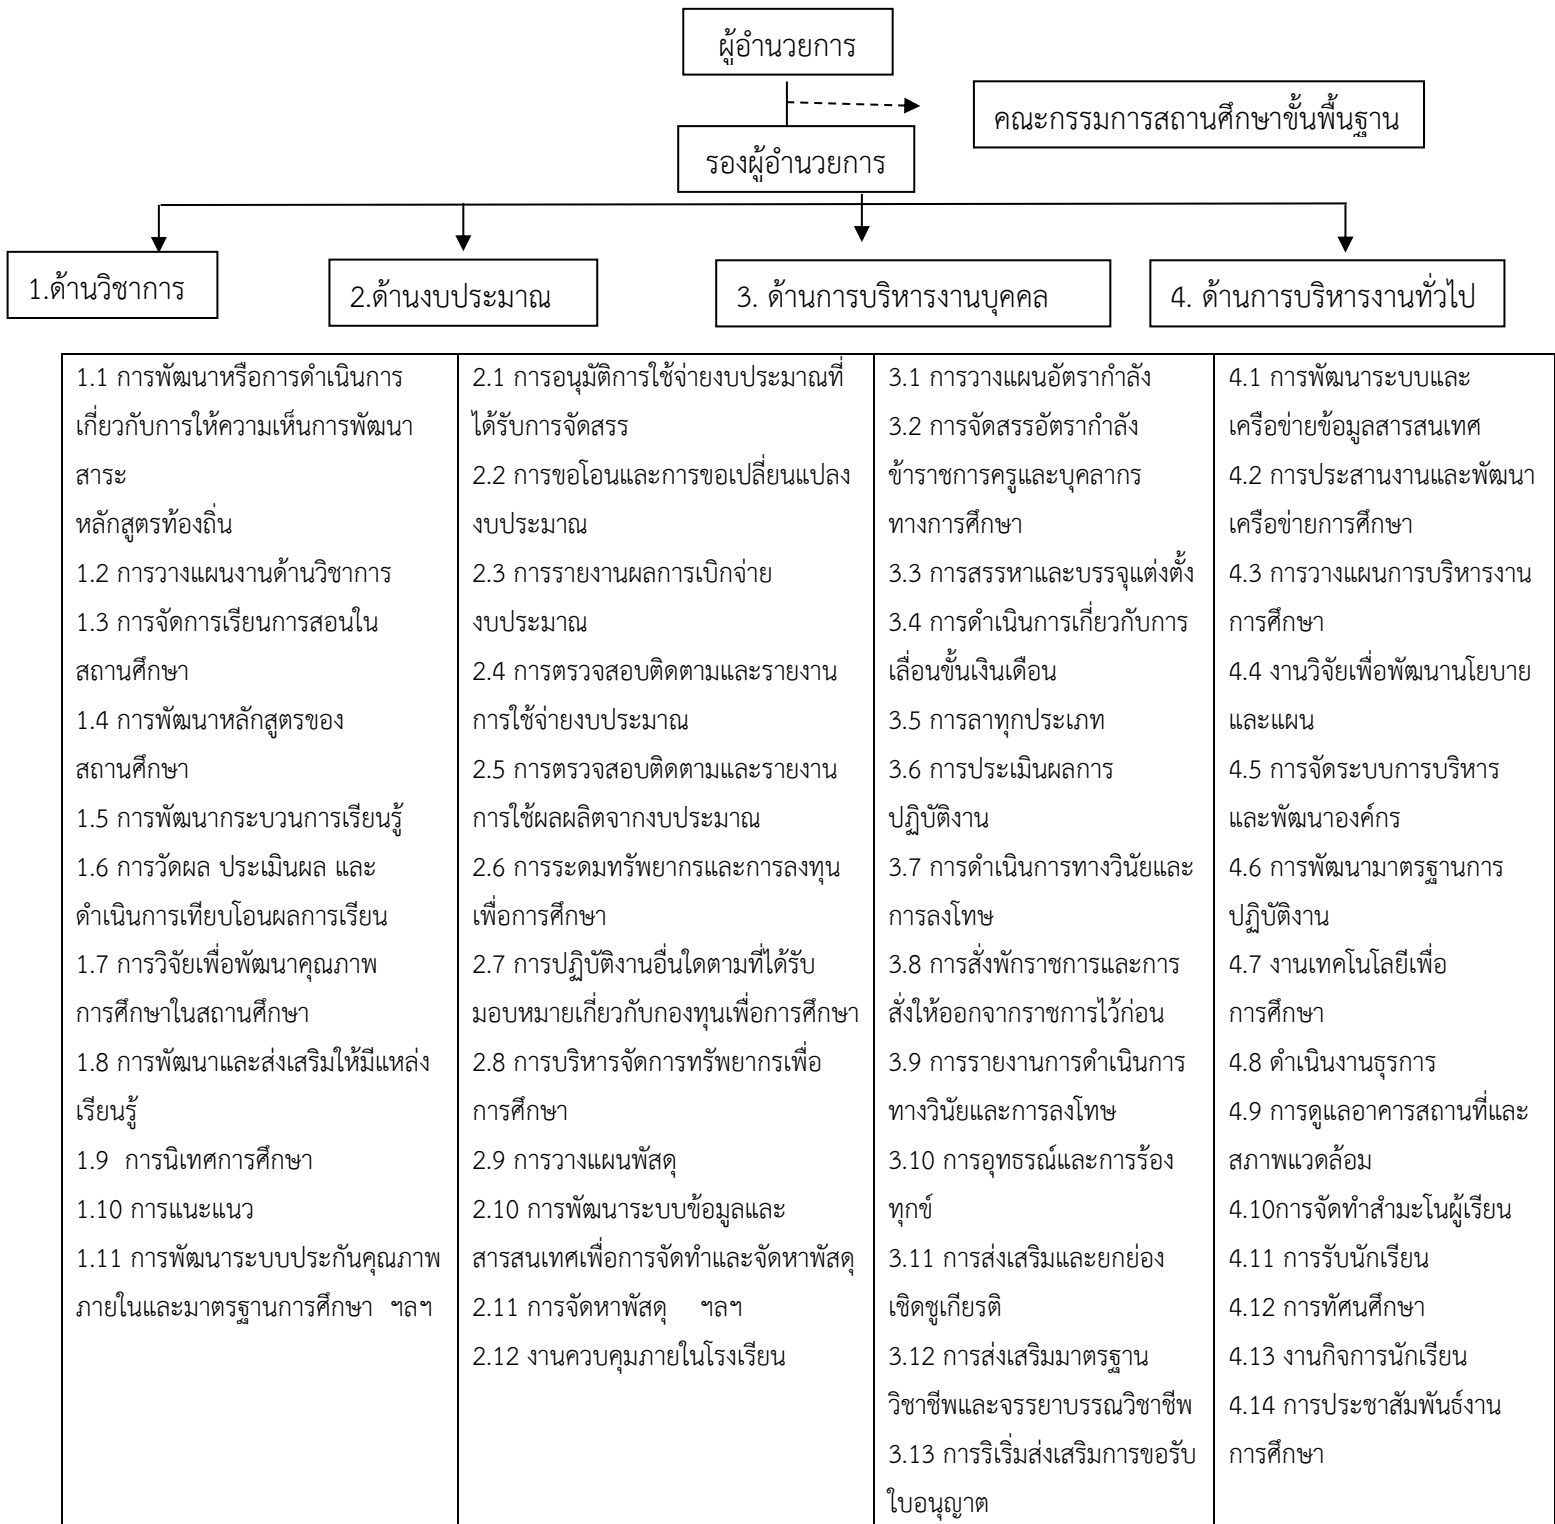 ผู้อำนวยการ
คณะกรรมการสถานศึกษาขั้นพื้นฐาน
รองผู้อำนวยการ
1.ด้านวิชาการ
2.ด้านงบประมาณ
3. ด้านการบริหารงานบุคคล
4. ด้านการบริหารงานทั่วไป
1.1 การพัฒนาหรือการดำเนินการ
เกี่ยวกับการให้ความเห็นการพัฒนา
สาระ
หลักสูตรท้องถิ่น
1.2 การวางแผนงานด้านวิชาการ
1.3 การจัดการเรียนการสอนใน
สถานศึกษา
1.4 การพัฒนาหลักสูตรของ
สถานศึกษา
1.5 การพัฒนากระบวนการเรียนรู้
1.6 การวัดผล ประเมินผล และ
ดำเนินการเทียบโอนผลการเรียน
1.7 การวิจัยเพื่อพัฒนาคุณภาพ
การศึกษาในสถานศึกษา
1.8 การพัฒนาและส่งเสริมให้มีแหล่ง
เรียนรู้
1.9  การนิเทศการศึกษา
1.10 การแนะแนว
1.11 การพัฒนาระบบประกันคุณภาพ
ภายในและมาตรฐานการศึกษา  ฯลฯ
2.1 การอนุมัติการใช้จ่ายงบประมาณที่
ได้รับการจัดสรร
2.2 การขอโอนและการขอเปลี่ยนแปลง
งบประมาณ
2.3 การรายงานผลการเบิกจ่าย
งบประมาณ
2.4 การตรวจสอบติดตามและรายงาน
การใช้จ่ายงบประมาณ
2.5 การตรวจสอบติดตามและรายงาน
การใช้ผลผลิตจากงบประมาณ
2.6 การระดมทรัพยากรและการลงทุน
เพื่อการศึกษา
2.7 การปฏิบัติงานอื่นใดตามที่ได้รับ
มอบหมายเกี่ยวกับกองทุนเพื่อการศึกษา
2.8 การบริหารจัดการทรัพยากรเพื่อ
การศึกษา
2.9 การวางแผนพัสดุ
2.10 การพัฒนาระบบข้อมูลและ
สารสนเทศเพื่อการจัดทำและจัดหาพัสดุ
2.11 การจัดหาพัสดุ    ฯลฯ
2.12 งานควบคุมภายในโรงเรียน
3.1 การวางแผนอัตรากำลัง
3.2 การจัดสรรอัตรากำลัง
ข้าราชการครูและบุคลากร
ทางการศึกษา
3.3 การสรรหาและบรรจุแต่งตั้ง
3.4 การดำเนินการเกี่ยวกับการ
เลื่อนขั้นเงินเดือน
3.5 การลาทุกประเภท
3.6 การประเมินผลการ
ปฏิบัติงาน
3.7 การดำเนินการทางวินัยและ
การลงโทษ
3.8 การสั่งพักราชการและการ
สั่งให้ออกจากราชการไว้ก่อน
3.9 การรายงานการดำเนินการ
ทางวินัยและการลงโทษ
3.10 การอุทธรณ์และการร้อง
ทุกข์
3.11 การส่งเสริมและยกย่อง
เชิดชูเกียรติ
3.12 การส่งเสริมมาตรฐาน
วิชาชีพและจรรยาบรรณวิชาชีพ
3.13 การริเริ่มส่งเสริมการขอรับ
ใบอนุญาต
4.1 การพัฒนาระบบและ
เครือข่ายข้อมูลสารสนเทศ
4.2 การประสานงานและพัฒนา
เครือข่ายการศึกษา
4.3 การวางแผนการบริหารงาน
การศึกษา
4.4 งานวิจัยเพื่อพัฒนานโยบาย
และแผน
4.5 การจัดระบบการบริหาร
และพัฒนาองค์กร
4.6 การพัฒนามาตรฐานการ
ปฏิบัติงาน
4.7 งานเทคโนโลยีเพื่อ
การศึกษา
4.8 ดำเนินงานธุรการ
4.9 การดูแลอาคารสถานที่และ
สภาพแวดล้อม
4.10การจัดทำสำมะโนผู้เรียน
4.11 การรับนักเรียน
4.12 การทัศนศึกษา
4.13 งานกิจการนักเรียน
4.14 การประชาสัมพันธ์งาน
การศึกษา